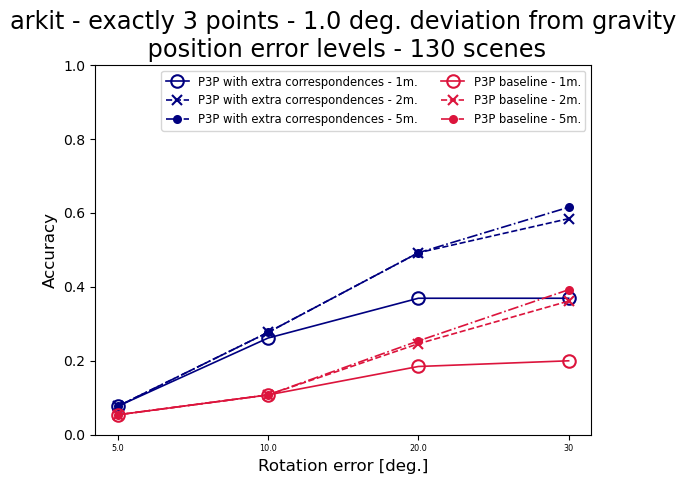 arkit - exactly 3 points - 1.0 deg. deviation from gravity
position error levels - 130 scenes
P3P with extra correspondences - 1m.
P3P with extra correspondences - 2m.
P3P with extra correspondences - 5m.
P3P baseline - 1m.
P3P baseline - 2m.
P3P baseline - 5m.
Accuracy
1.0
0.8
0.6
0.4
0.2
0.0
5.0
10.0
20.0
30
Rotation error [deg.]